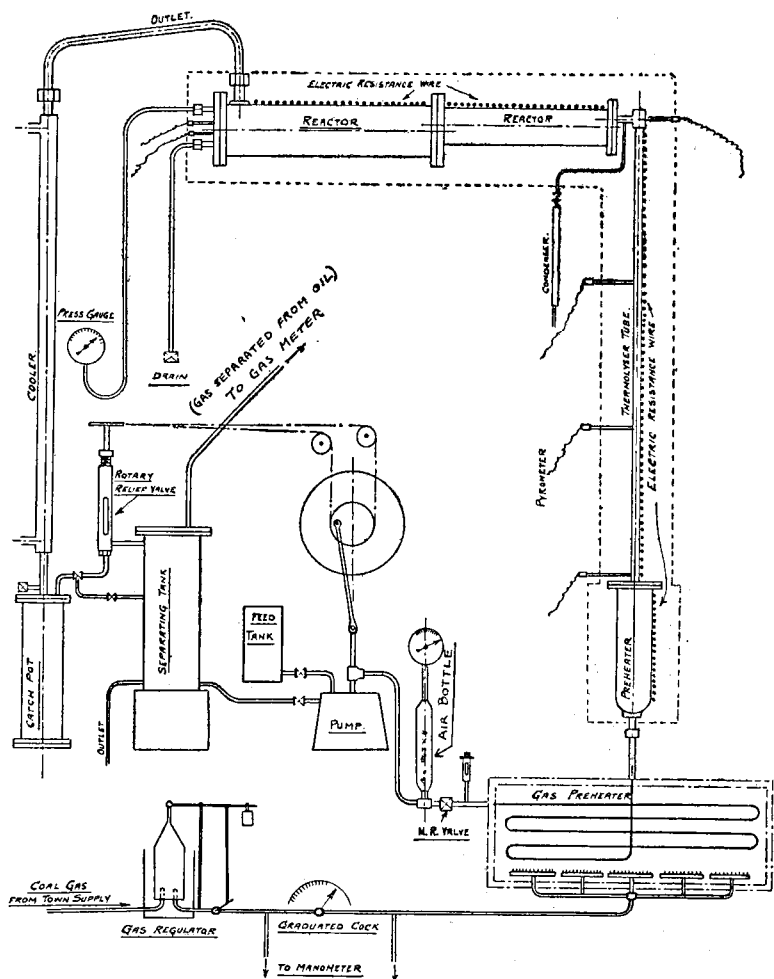 OUTLET.
ELECTRIC RESISTANCE WIRE
REACTOR
REACTOR
CONDENSER.
PRESS GAUGE
COOLER.
DRAIN
(GAS SEPARATED FROM OIL)
TO GAS METER
THERMOLYSER TUBE.
ELECTRIC RESISTANCE WIRE
PYROMETER
ROTARY
RELIEF VALVE
SEPARATING TANK
FEED
TANK
AIR BOTTLE
PREHEATER
CATCH POT
OUTLET
PUMP.
N.R. VALVE
GAS PREHEATER
COAL GAS
FROM TOWN SUPPLY
GAS REGULATOR
GRADUATED COCK
TO MANOMETER